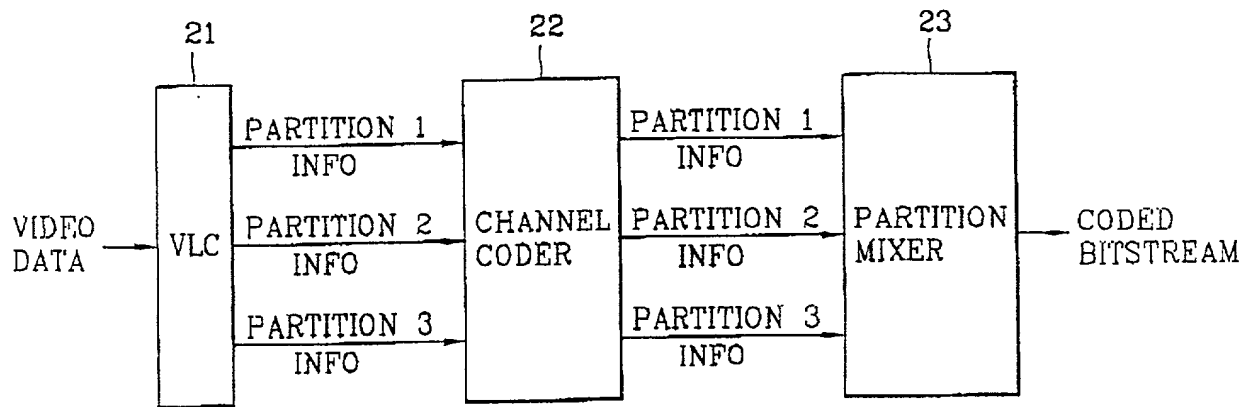 21
22
23
VIDEO
DATA
VLC
PARTITION 1
INFO
PARTITION 2
INFO
PARTITION 3
INFO
CHANNEL
CODER
PARTITION 1
INFO
PARTITION 2
INFO
PARTITION 3
INFO
PARTITION
MIXER
CODED
BITSTREAM